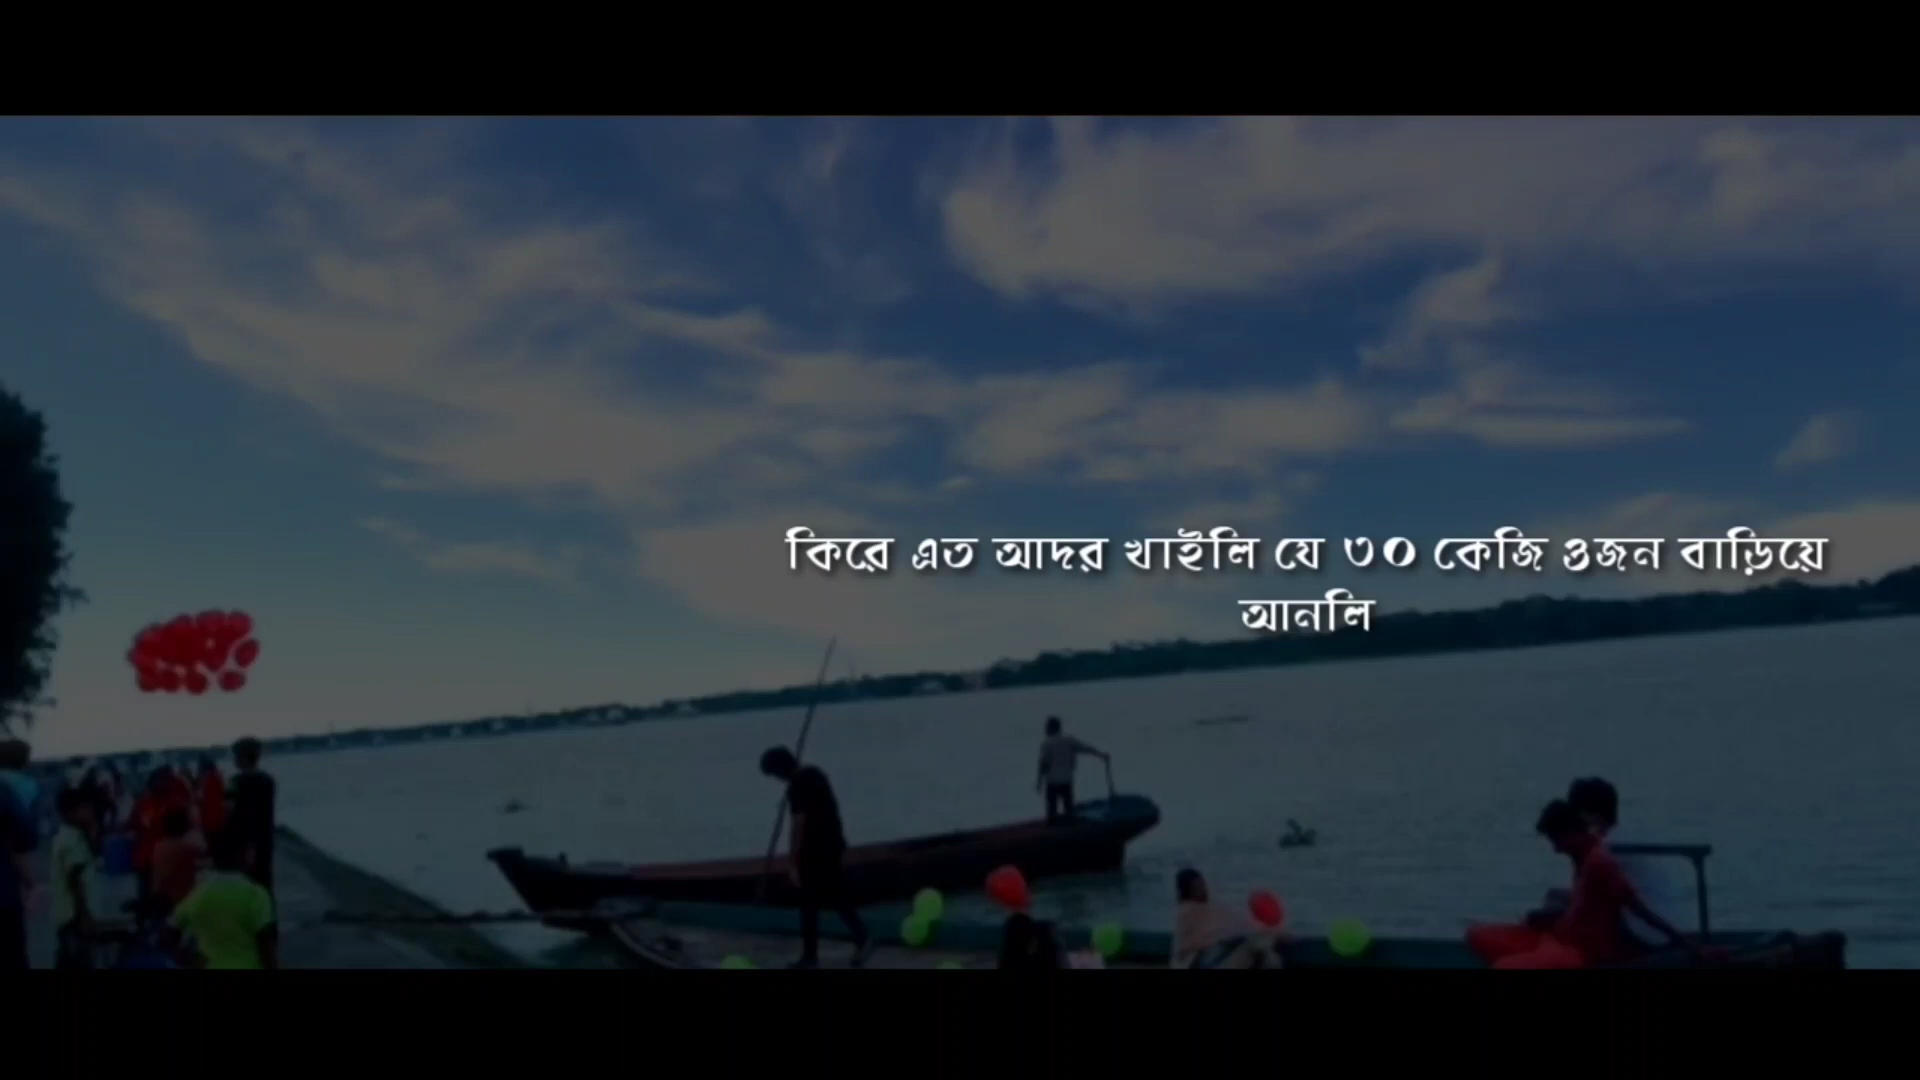 কিরে এত আদর খাইলি যে ৩০ কেজি ওজন বাড়িয়ে
আনলি